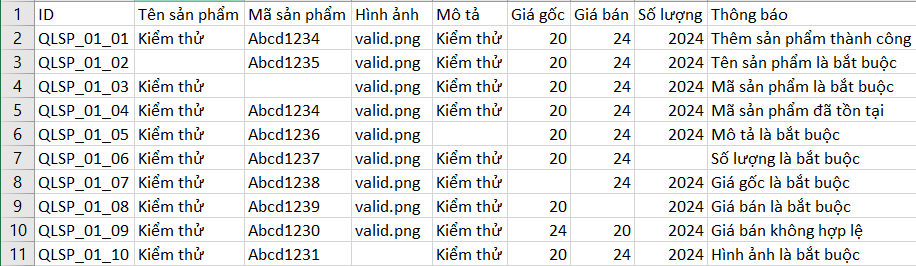 1 ID Tên sản phẩm Mã sản phẩm Hình ảnh Mô tả Giá gốc Giá bán Số lượng Thông báo
2 QLSP_01_01 Kiểm thử Abcd1234 valid.png Kiểm thử 20 24 2024 Thêm sản phẩm thành công
3 QLSP_01_02 Abcd1235 valid.png Kiểm thử 20 24 2024 Tên sản phẩm là bắt buộc
4 QLSP_01_03 Kiểm thử valid.png Kiểm thử 20 24 2024 Mã sản phẩm là bắt buộc
5 QLSP_01_04 Kiểm thử Abcd1234 valid.png Kiểm thử 20 24 2024 Mã sản phẩm đã tồn tại
6 QLSP_01_05 Kiểm thử Abcd1236 valid.png 20 24 2024 Mô tả là bắt buộc
7 QLSP_01_06 Kiểm thử Abcd1237 valid.png Kiểm thử 20 24 Số lượng là bắt buộc
8 QLSP_01_07 Kiểm thử Abcd1238 valid.png Kiểm thử 24 2024 Giá gốc là bắt buộc
9 QLSP_01_08 Kiểm thử Abcd1239 valid.png Kiểm thử 20 2024 Giá bán là bắt buộc
10 QLSP_01_09 Kiểm thử Abcd1230 valid.png Kiểm thử 24 20 2024 Giá bán không hợp lệ
11 QLSP_01_10 Kiểm thử Abcd1231 Kiểm thử 20 24 2024 Hình ảnh là bắt buộc